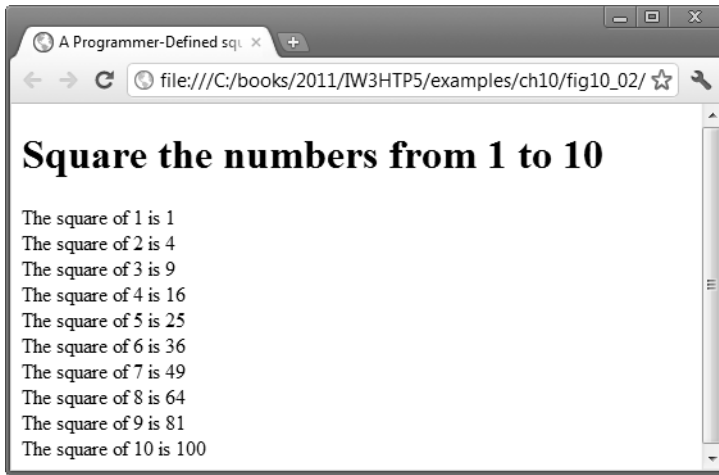 A Programmer-Defined squ
file:///C:/books/2011/IW3HTP5/examples/ch10/fig10_02/
Square the numbers from 1 to 10
The square of 1 is 1
The square of 2 is 4
The square of 3 is 9
The square of 4 is 16
The square of 5 is 25
The square of 6 is 36
The square of 7 is 49
The square of 8 is 64
The square of 9 is 81
The square of 10 is 100